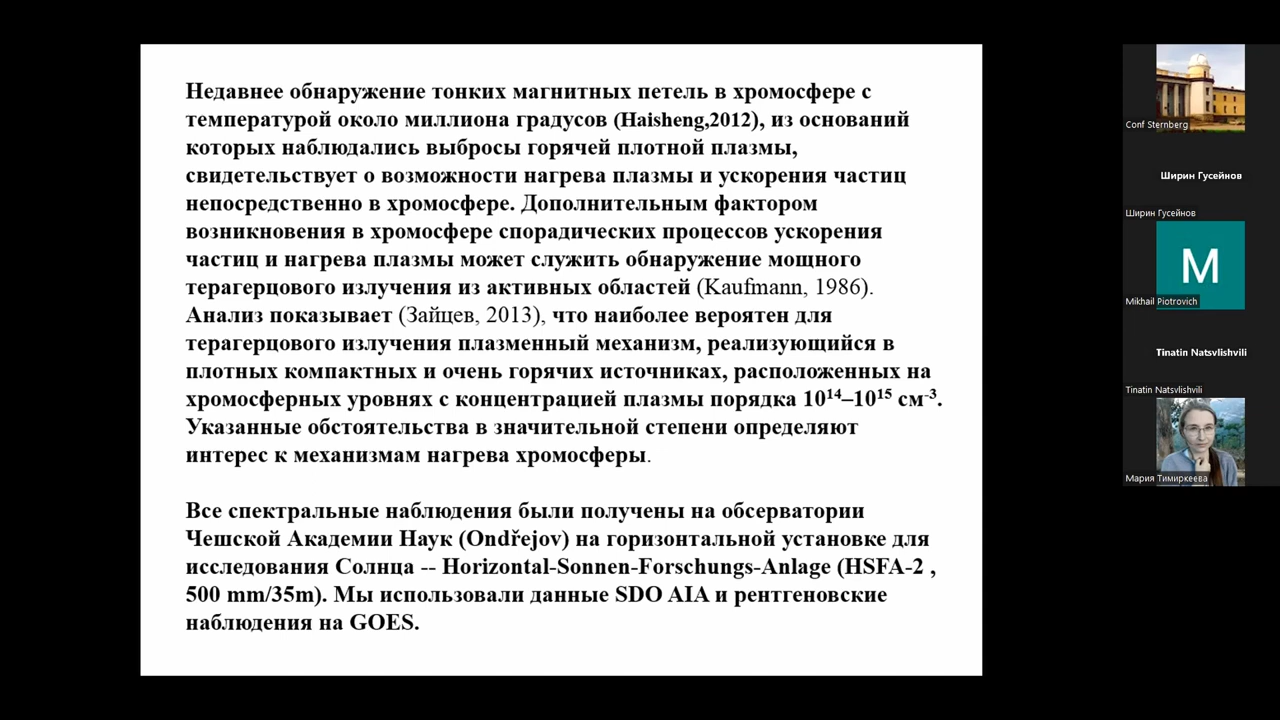 Недавнее обнаружение тонких магнитных петель в хромосфере с
температурой около миллиона градусов (Haisheng,2012), из оснований
которых наблюдались выбросы горячей плотной плазмы,
свидетельствует о возможности нагрева плазмы и ускорения частиц
непосредственно в хромосфере. Дополнительным фактором
возникновения в хромосфере спорадических процессов ускорения
частиц и нагрева плазмы может служить обнаружение мощного
терагерцового излучения из активных областей (Kaufmann, 1986).
Анализ показывает (Зайцев, 2013), что наиболее вероятен для
терагерцового излучения плазменный механизм, реализующийся в
плотных компактных и очень горячих источниках, расположенных на
хромосферных уровнях с концентрацией плазмы порядка 10¹⁴–10¹⁵ см⁻³.
Указанные обстоятельства в значительной степени определяют
интерес к механизмам нагрева хромосферы.
Все спектральные наблюдения были получены на обсерватории
Чешской Академии Наук (Ondřejov) на горизонтальной установке для
исследования Солнца -- Horizontal-Sonnen-Forschungs-Anlage (HSFA-2 ,
500 mm/35m). Мы использовали данные SDO AIA и рентгеновские
наблюдения на GOES.
Conf Sternberg
Ширин Гусейнов
Ширин Гусейнов
M
Mikhail Piotrovich
Tinatin Natsvlishvili
Tinatin Natsvlishvili
Мария Тимиркеева